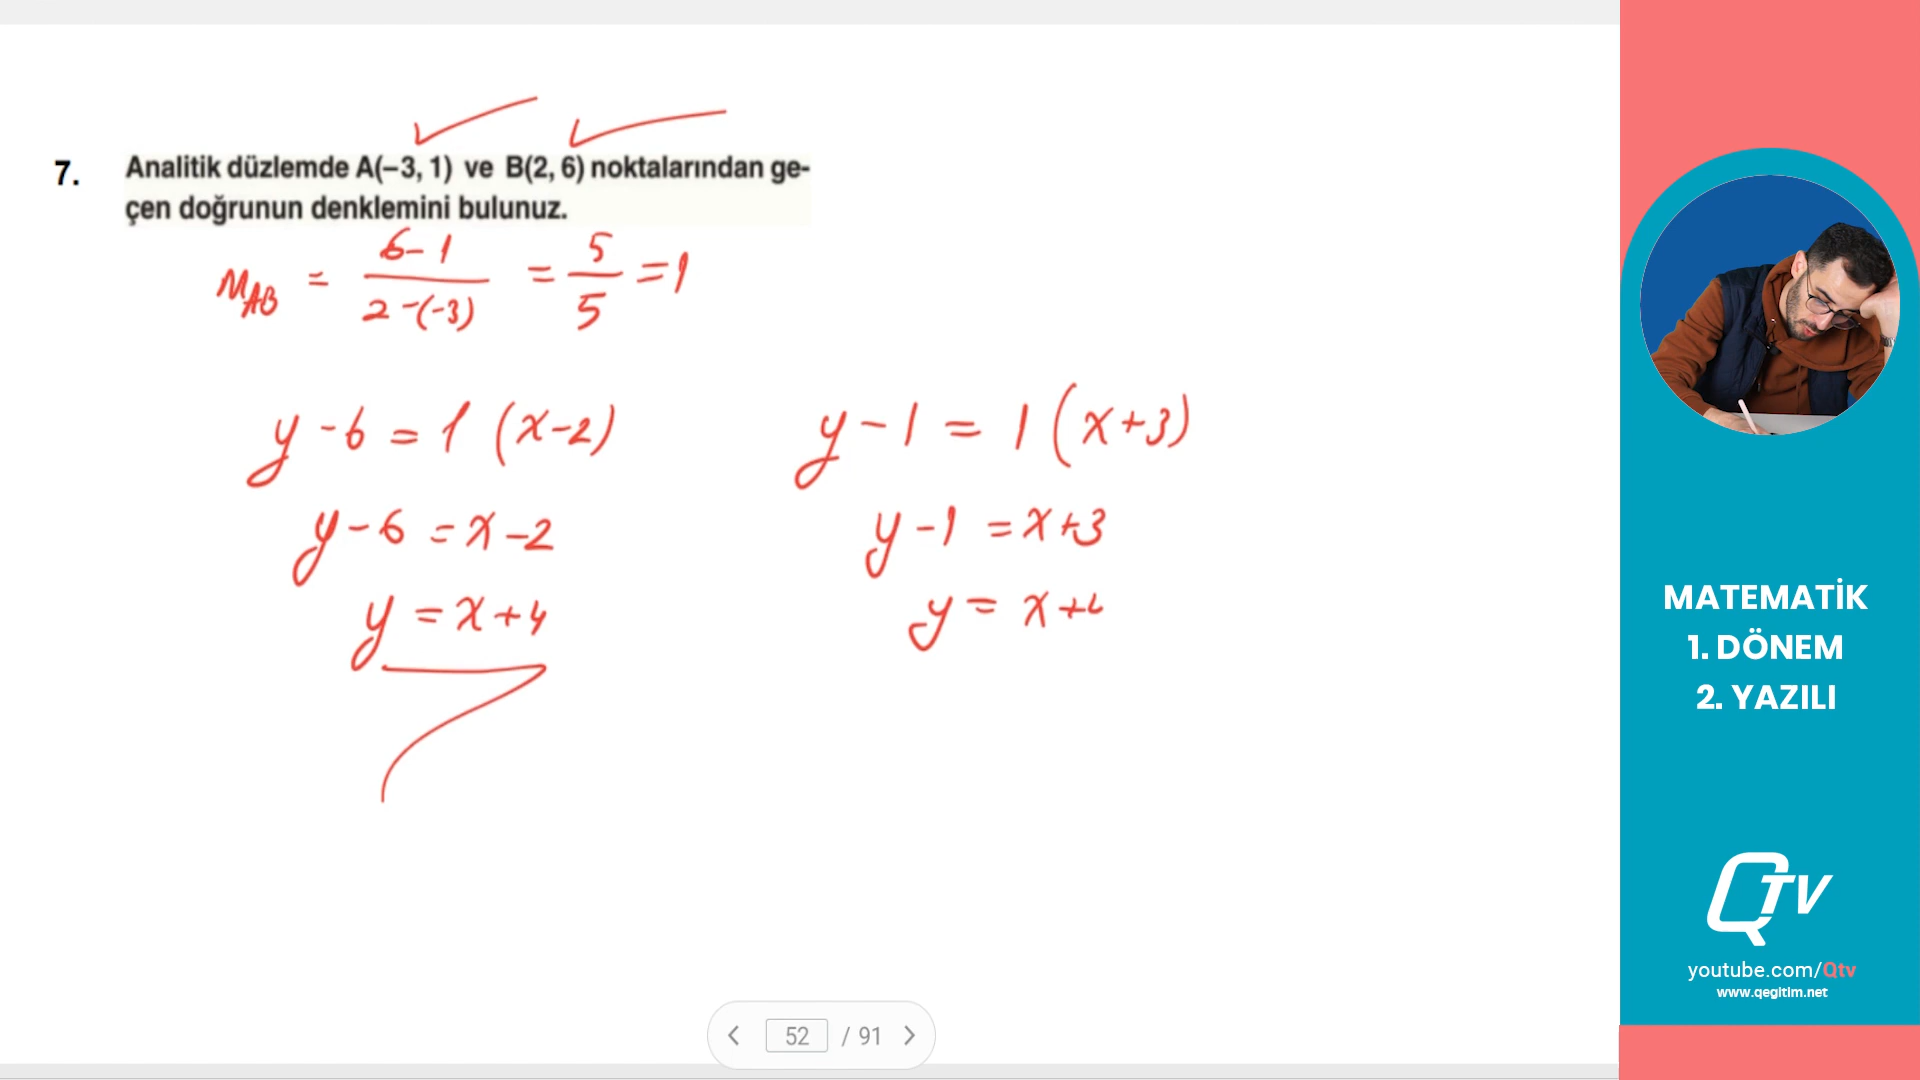 7. Analitik düzlemde A(–3, 1) ve B(2, 6) noktalarından ge-
çen doğrunun denklemini bulunuz.
M_AB = (6-1)/(2-(-3)) = 5/5 = 1
y-6 = 1 (x-2)
y-6 = x-2
y = x+4
y-1 = 1 (x+3)
y-1 = x+3
y = x+4
52 / 91
MATEMATİK
1. DÖNEM
2. YAZILI
QTV
youtube.com/Qtv
www.qegitim.net